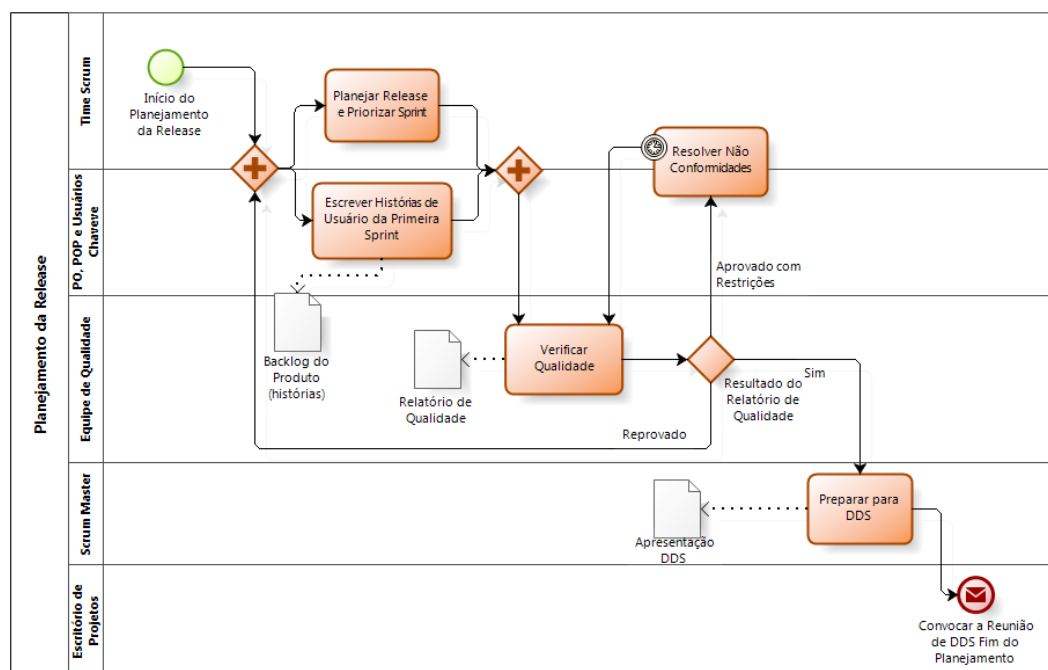 Planejamento da Release
Time Scrum
PO, POP e Usuários
Chaveve
Equipe de Qualidade
Scrum Master
Escritório de
Projetos
Início do
Planejamento
da Release
Planejar Release
e Priorizar Sprint
Resolver Não
Conformidades
Escrever Histórias de
Usuário da Primeira
Sprint
Aprovado com
Restrições
Backlog do
Produto
(histórias)
Relatório de
Qualidade
Verificar
Qualidade
Resultado do
Relatório de
Qualidade
Sim
Reprovado
Preparar para
DDS
Apresentação
DDS
Convocar a Reunião
de DDS Fim do
Planejamento